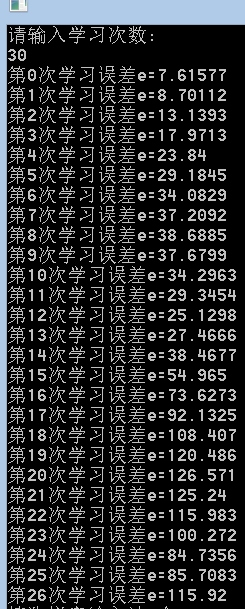 请输入学习次数:
30
第0次学习误差e=7.61577
第1次学习误差e=8.70112
第2次学习误差e=13.1393
第3次学习误差e=17.9713
第4次学习误差e=23.84
第5次学习误差e=29.1845
第6次学习误差e=34.0829
第7次学习误差e=37.2092
第8次学习误差e=38.6885
第9次学习误差e=37.6799
第10次学习误差e=34.2963
第11次学习误差e=29.3454
第12次学习误差e=25.1298
第13次学习误差e=27.4666
第14次学习误差e=38.4677
第15次学习误差e=54.965
第16次学习误差e=73.6273
第17次学习误差e=92.1325
第18次学习误差e=108.407
第19次学习误差e=120.486
第20次学习误差e=126.571
第21次学习误差e=125.24
第22次学习误差e=115.983
第23次学习误差e=100.272
第24次学习误差e=84.7356
第25次学习误差e=85.7083
第26次学习误差e=115.92